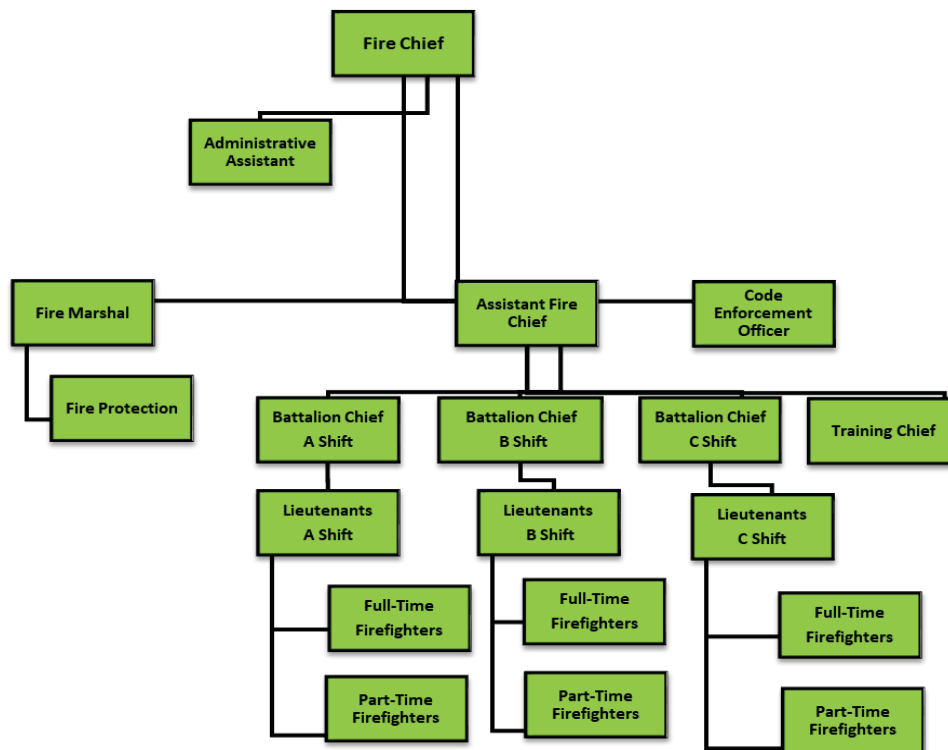 Fire Chief
Administrative
Assistant
Fire Marshal
Assistant Fire
Chief
Code
Enforcement
Officer
Fire Protection
Battalion Chief
A Shift
Battalion Chief
B Shift
Battalion Chief
C Shift
Training Chief
Lieutenants
A Shift
Lieutenants
B Shift
Lieutenants
C Shift
Full-Time
Firefighters
Full-Time
Firefighters
Full-Time
Firefighters
Part-Time
Firefighters
Part-Time
Firefighters
Part-Time
Firefighters